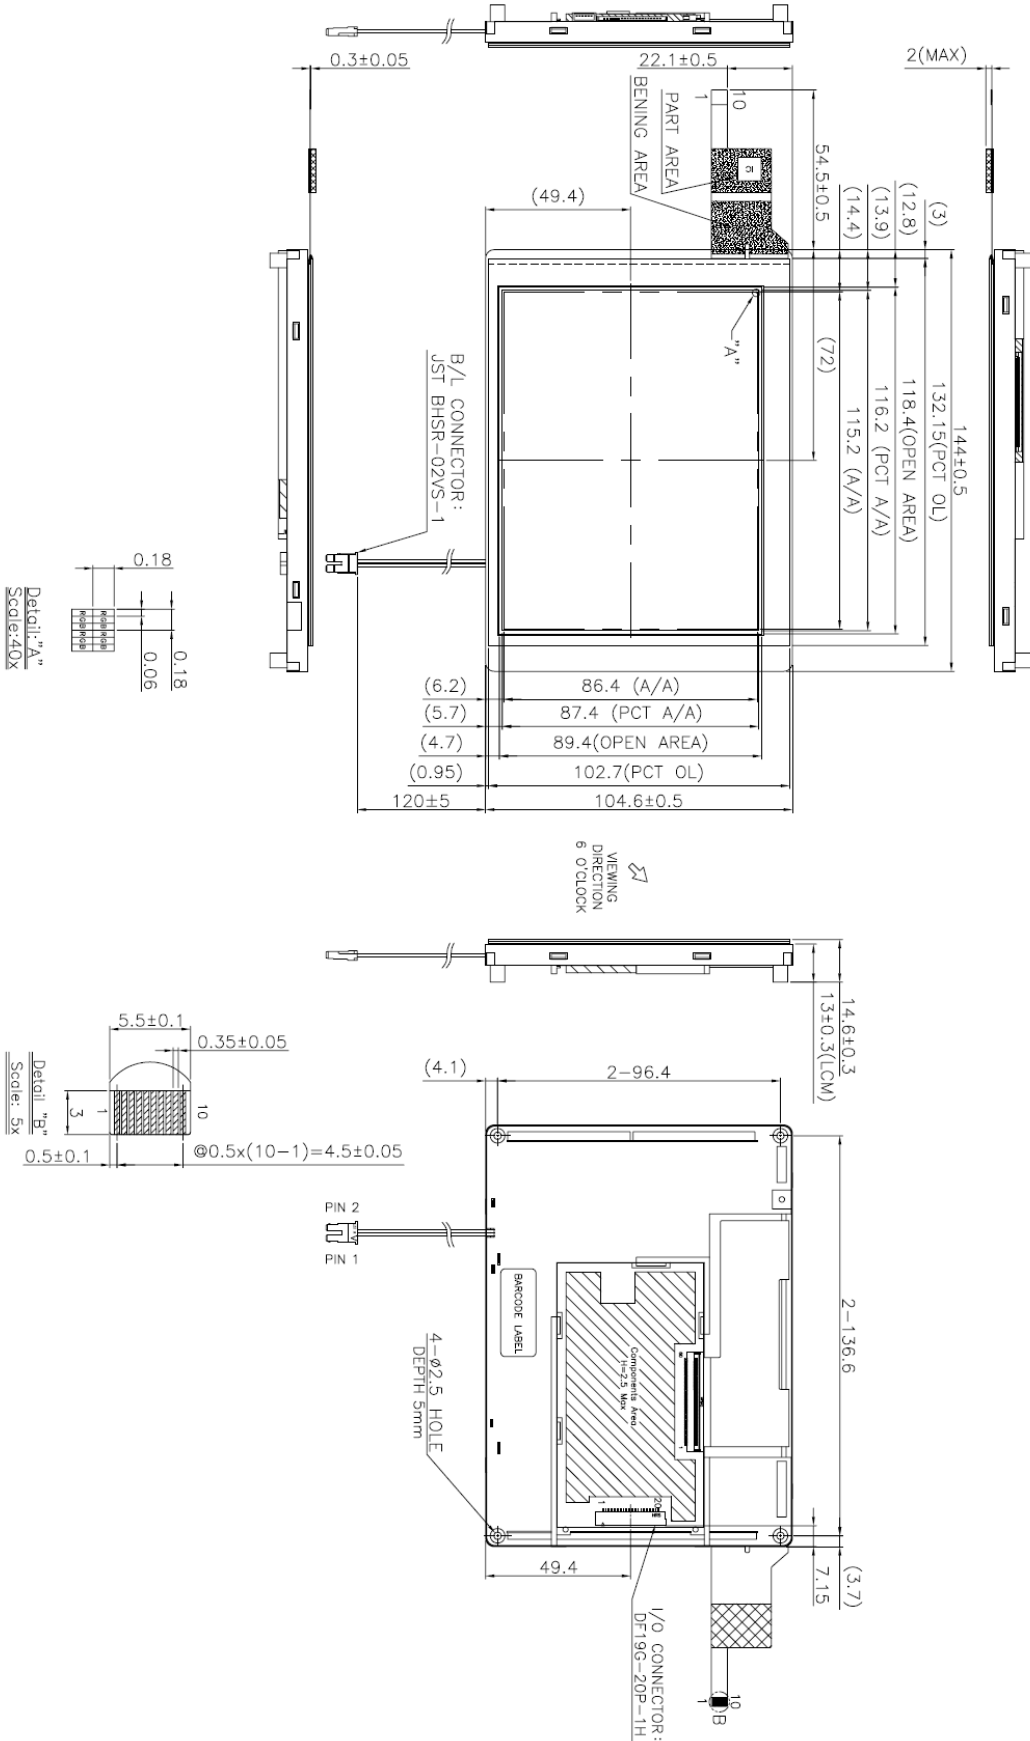 0.3±0.05
22.1±0.5
2(MAX)
PART AREA
BENING AREA
1
10
54.5±0.5
(49.4)
(14.4)
(13.9)
(12.8)
(3)
"A"
(72)
115.2 (A/A)
116.2 (PCT A/A)
118.4(OPEN AREA)
132.15(PCT OL)
144±0.5
B/L CONNECTOR:
JST BHSR-02VS-1
0.18
RGBRGB
RGBRGB
0.18
0.06
Detail:"A"
Scale:40x
(6.2)
86.4 (A/A)
(5.7)
87.4 (PCT A/A)
(4.7)
89.4(OPEN AREA)
(0.95)
102.7(PCT OL)
120±5
104.6±0.5
VIEWING
DIRECTION
6 O'CLOCK
14.6±0.3
13±0.3(LCM)
5.5±0.1
0.35±0.05
10
1
3
0.5±0.1
@0.5x(10-1)=4.5±0.05
Detail "B"
Scale: 5x
(4.1)
2-96.4
PIN 2
PIN 1
BARCODE LABEL
Components Area
H=2.5 Max
1
20
2-136.6
4-ø2.5 HOLE
DEPTH 5mm
49.4
7.15
(3.7)
I/O CONNECTOR:
DF19G-20P-1H
10
1
B